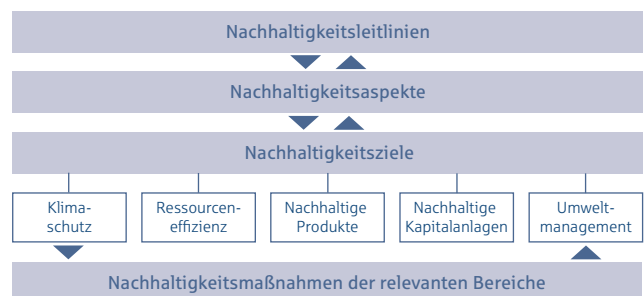 Nachhaltigkeitsleitlinien
Nachhaltigkeitsaspekte
Nachhaltigkeitsziele
Klima-
schutz
Ressourcen-
effizienz
Nachhaltige
Produkte
Nachhaltige
Kapitalanlagen
Umwelt-
management
Nachhaltigkeitsmaßnahmen der relevanten Bereiche